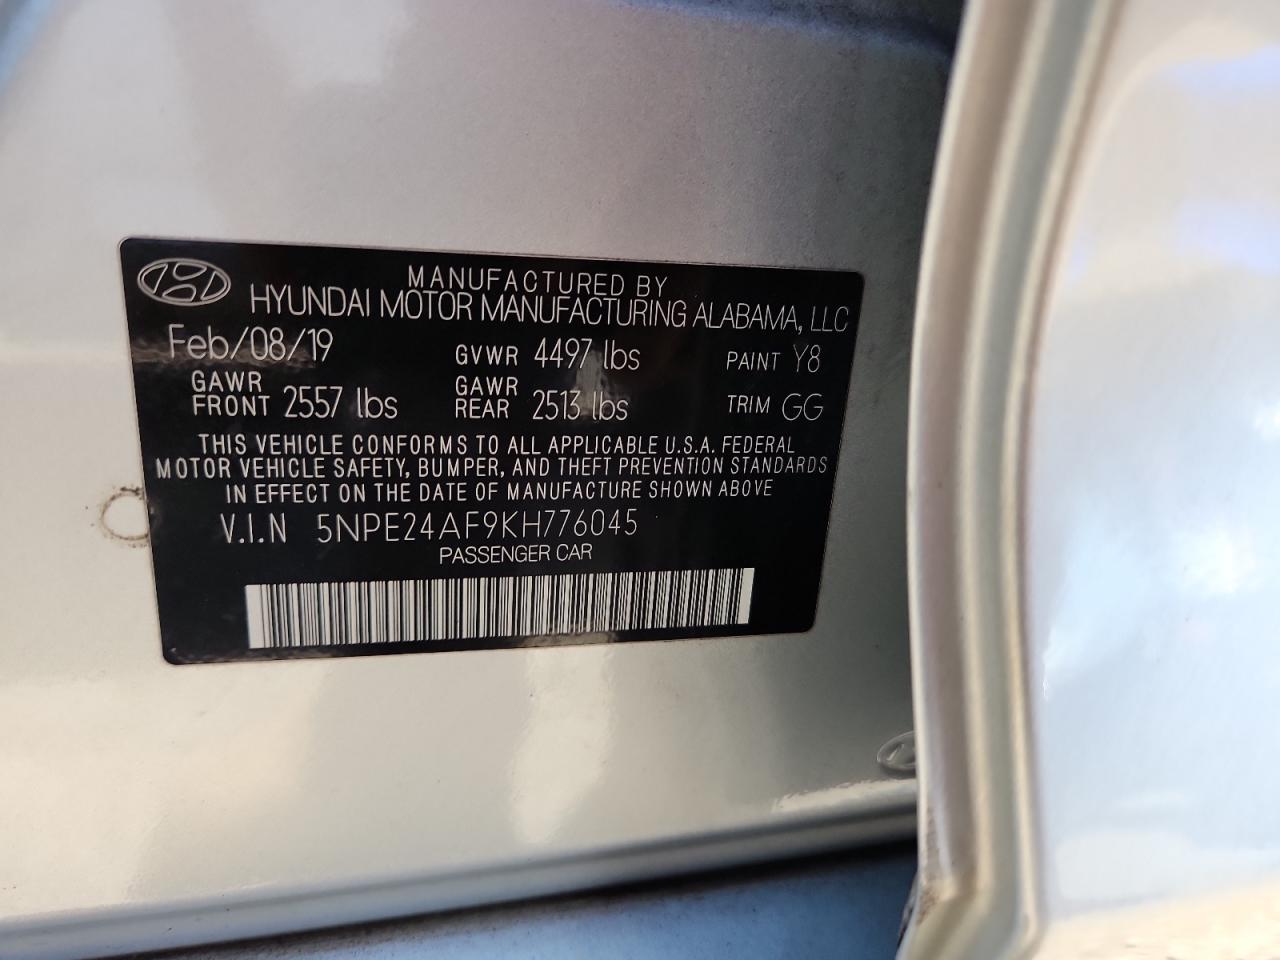 MANUFACTURED BY
HYUNDAI MOTOR MANUFACTURING ALABAMA, LLC
Feb/08/19 GVWR 4497 lbs PAINT Y8
GAWR FRONT 2557 lbs GAWR REAR 2513 lbs TRIM GG
THIS VEHICLE CONFORMS TO ALL APPLICABLE U.S.A. FEDERAL
MOTOR VEHICLE SAFETY, BUMPER, AND THEFT PREVENTION STANDARDS
IN EFFECT ON THE DATE OF MANUFACTURE SHOWN ABOVE
V.I.N 5NPE24AF9KH776045
PASSENGER CAR